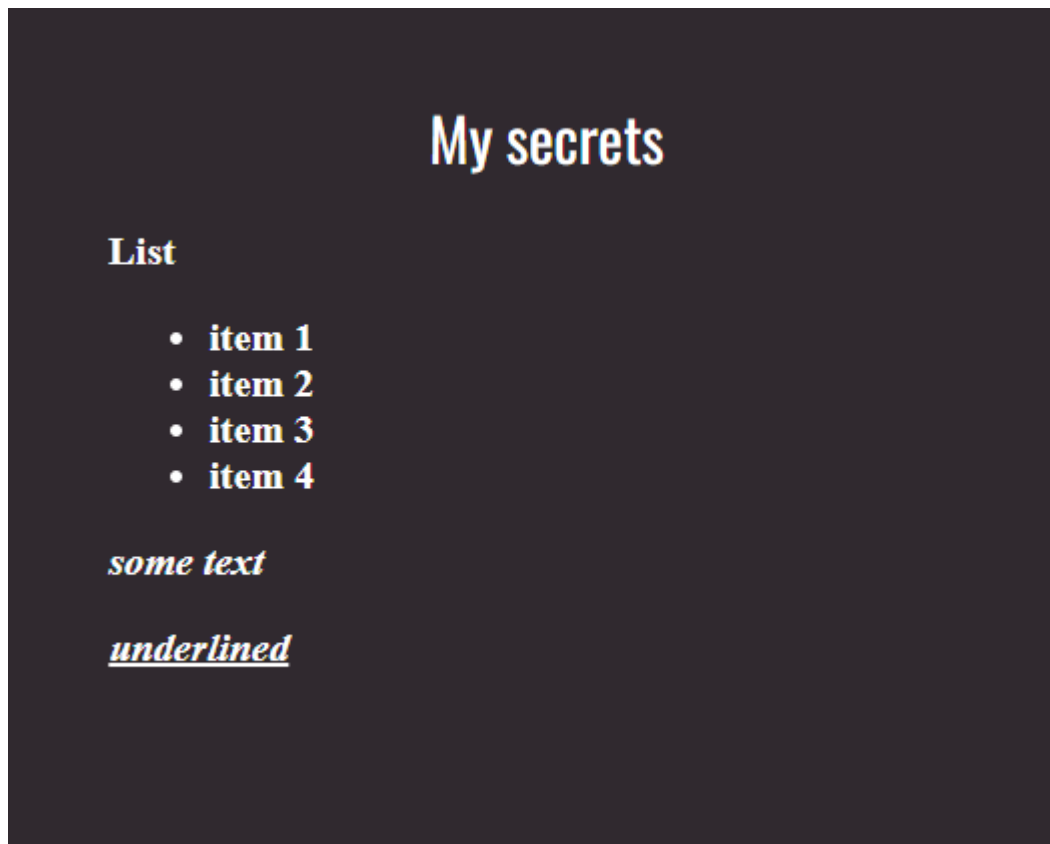 My secrets
List
item 1
item 2
item 3
item 4
some text
underlined